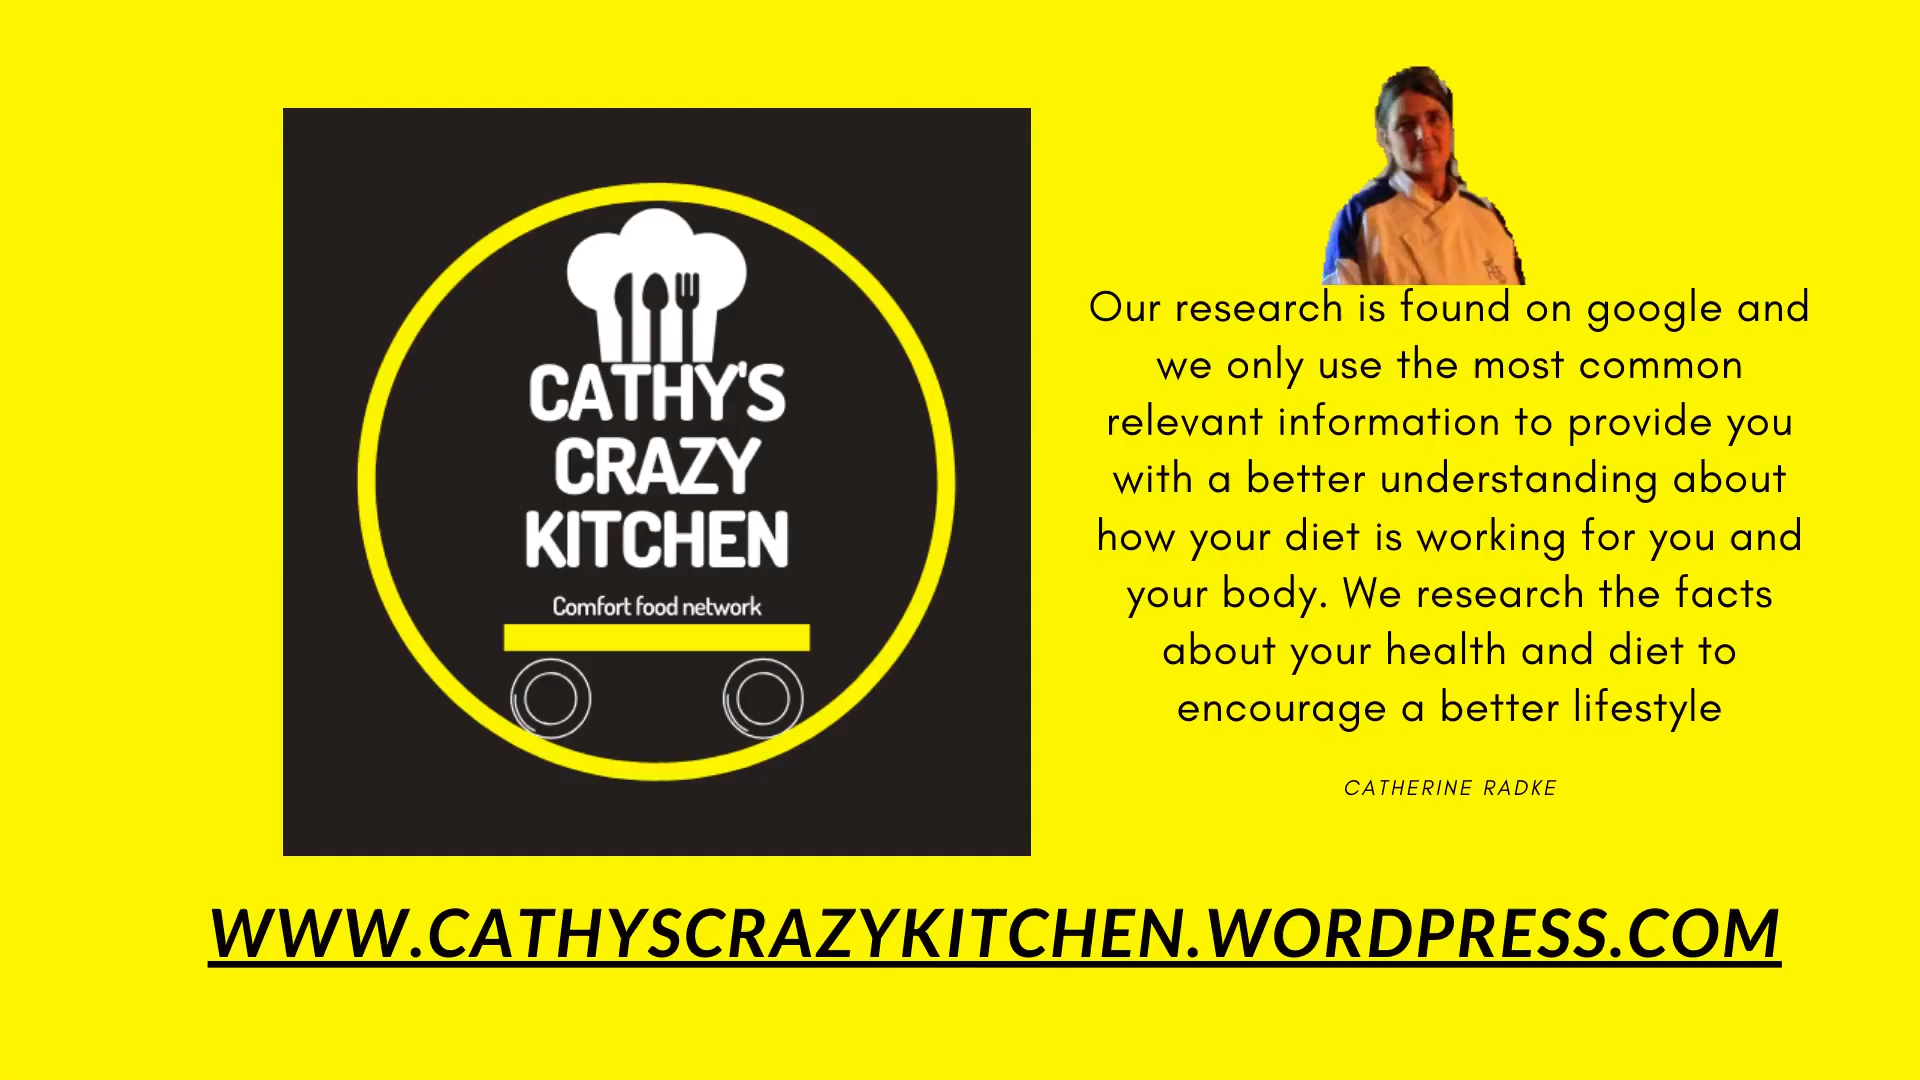 CATHY'S
CRAZY
KITCHEN
Comfort food network
Our research is found on google and
we only use the most common
relevant information to provide you
with a better understanding about
how your diet is working for you and
your body. We research the facts
about your health and diet to
encourage a better lifestyle
CATHERINE RADKE
WWW.CATHYSCRAZYKITCHEN.WORDPRESS.COM